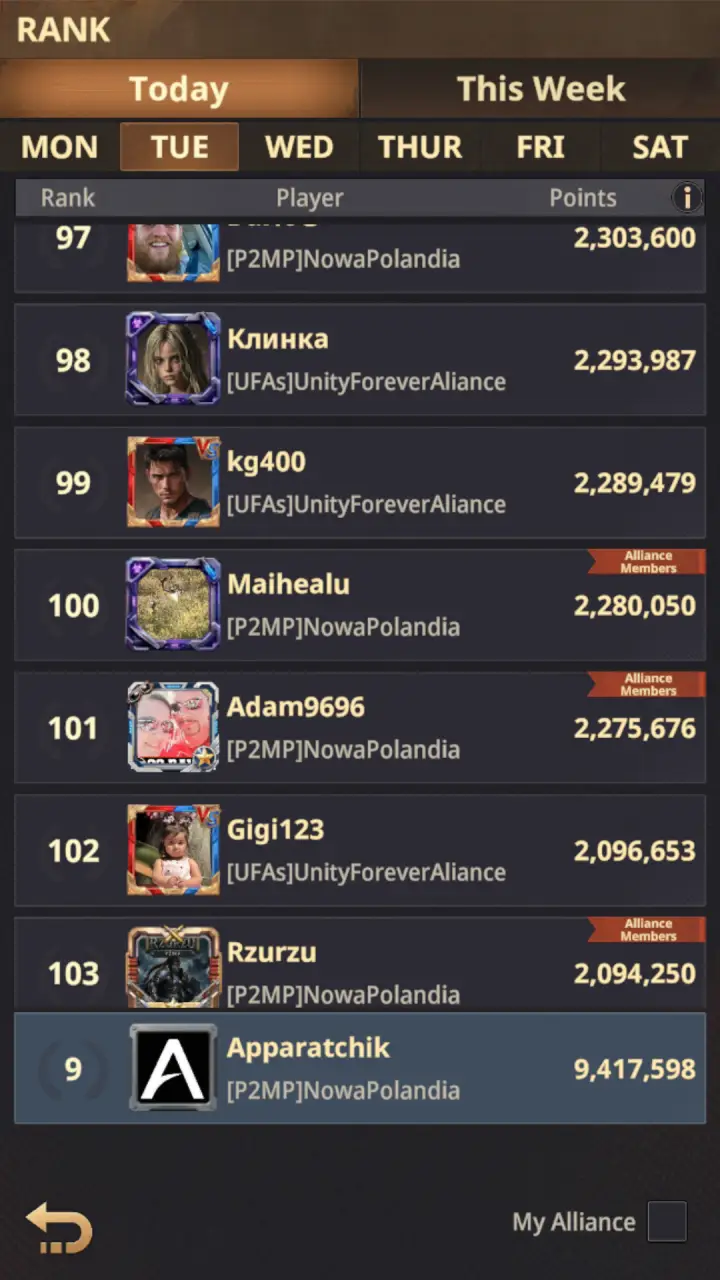 RANK
Today
This Week
MON
TUE
WED
THUR
FRI
SAT
Rank
Player
Points
97
[P2MP]NowaPolandia
2,303,600
98
Клинка
[UFAs]UnityForeverAliance
2,293,987
99
kg400
[UFAs]UnityForeverAliance
2,289,479
100
Maihealu
[P2MP]NowaPolandia
Alliance
Members
2,280,050
101
Adam9696
[P2MP]NowaPolandia
Alliance
Members
2,275,676
102
Gigi123
[UFAs]UnityForeverAliance
2,096,653
103
Rzurzu
[P2MP]NowaPolandia
Alliance
Members
2,094,250
9
Apparatchik
[P2MP]NowaPolandia
9,417,598
My Alliance